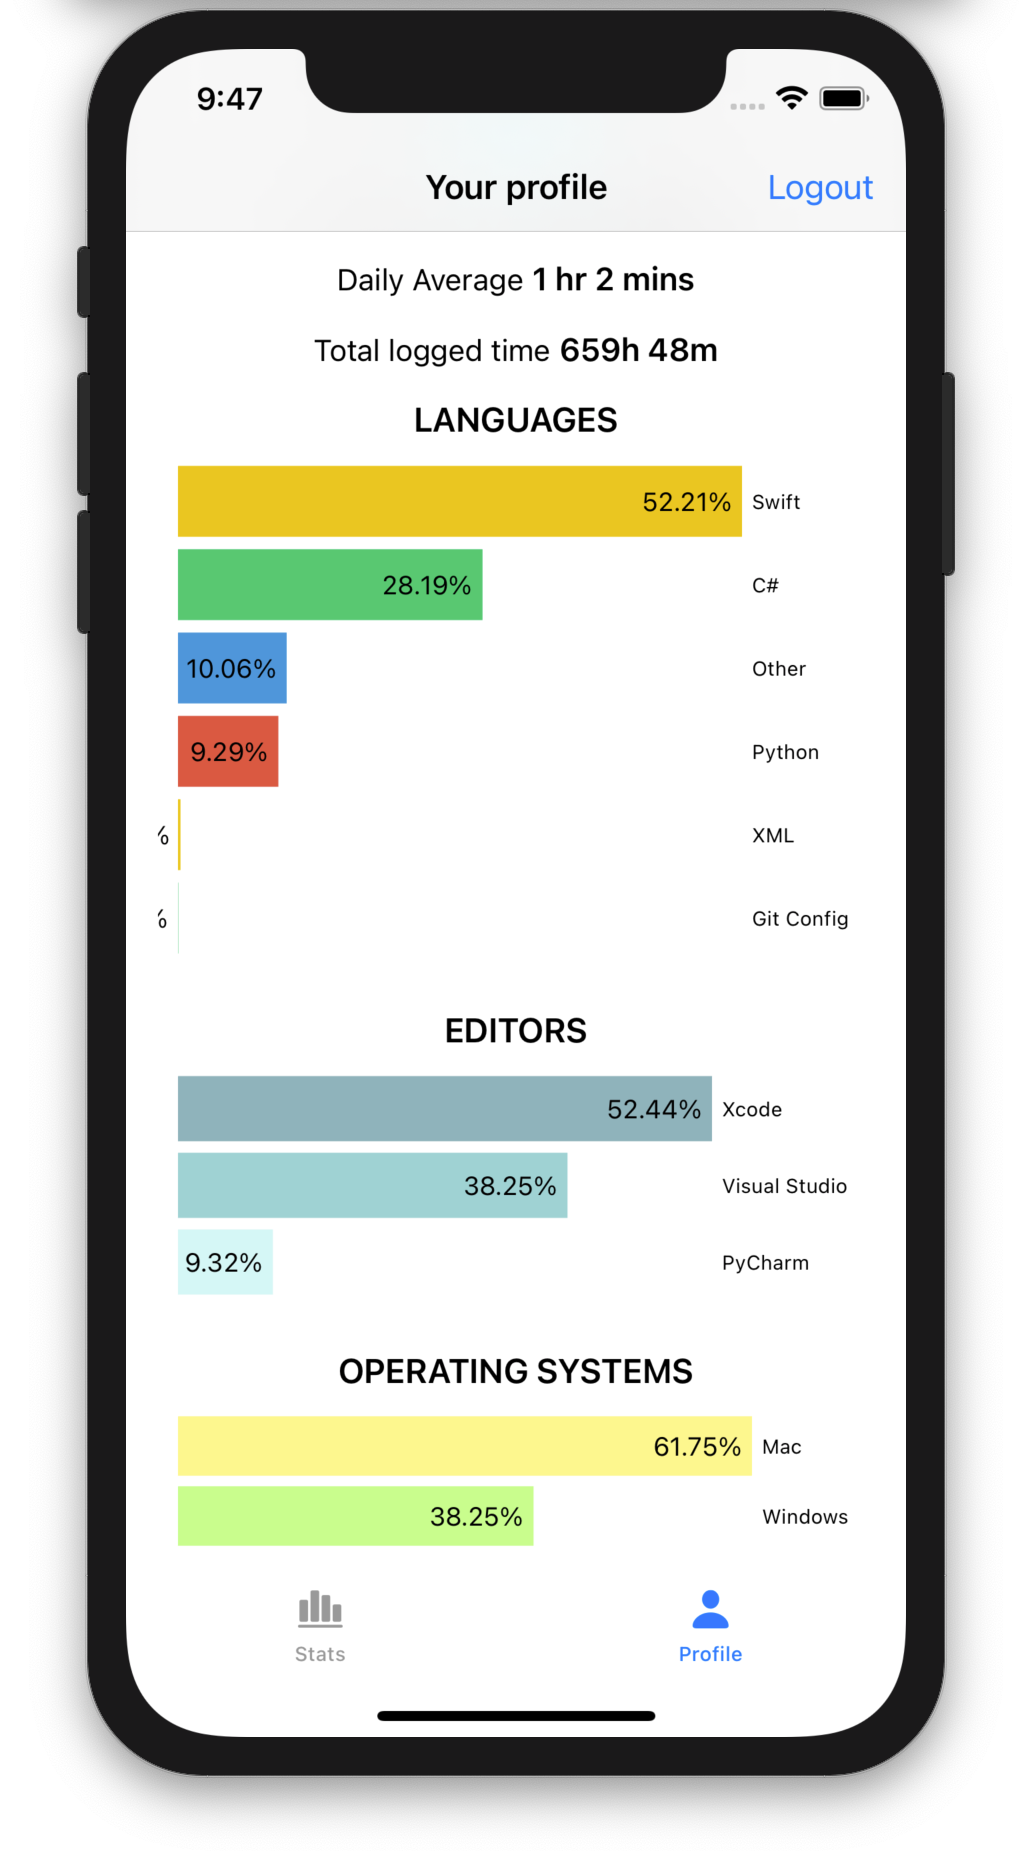 9:47
Your profile
Logout
Daily Average 1 hr 2 mins
Total logged time 659h 48m
LANGUAGES
52.21% Swift
28.19% C#
10.06% Other
9.29% Python
% XML
% Git Config
EDITORS
52.44% Xcode
38.25% Visual Studio
9.32% PyCharm
OPERATING SYSTEMS
61.75% Mac
38.25% Windows
Stats
Profile